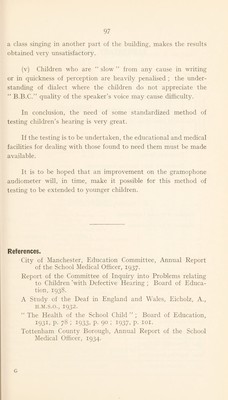 97
a class singing in another part of the building, makes the results
obtained very unsatisfactory.
(v) Children who are " slow " from any cause in writing
or in quickness of perception are heavily penalised ; the under-
standing of dialect where the children do not appreciate the
" B.B.C." quality of the speaker's voice may cause difficulty.
In conclusion, the need of some standardized method of
testing children's hearing is very great.
If the testing is to be undertaken, the educational and medical
facilities for dealing with those found to need them must be made
available.
It is to be hoped that an improvement on the gramophone
audiometer will, in time, make it possible for this method of
testing to be extended to younger children.
References.
City of Manchester, Education Committee, Annual Report
of the School Medical Officer, 1937.
Report of the Committee of Inquiry into Problems relating
to Children with Defective Hearing ; Board of Educa-
tion, 1938.
A Study of the Deaf in England and Wales, Eicholz, A.,
H.M.S.O., 1932.
" The Health of the School Child " ; Board of Education,
1931, p. 78 ; 1933, p. 90 ; 1937, p. 101.
Tottenham County Borough, Annual Report of the School
Medical Officer, 1934.
6